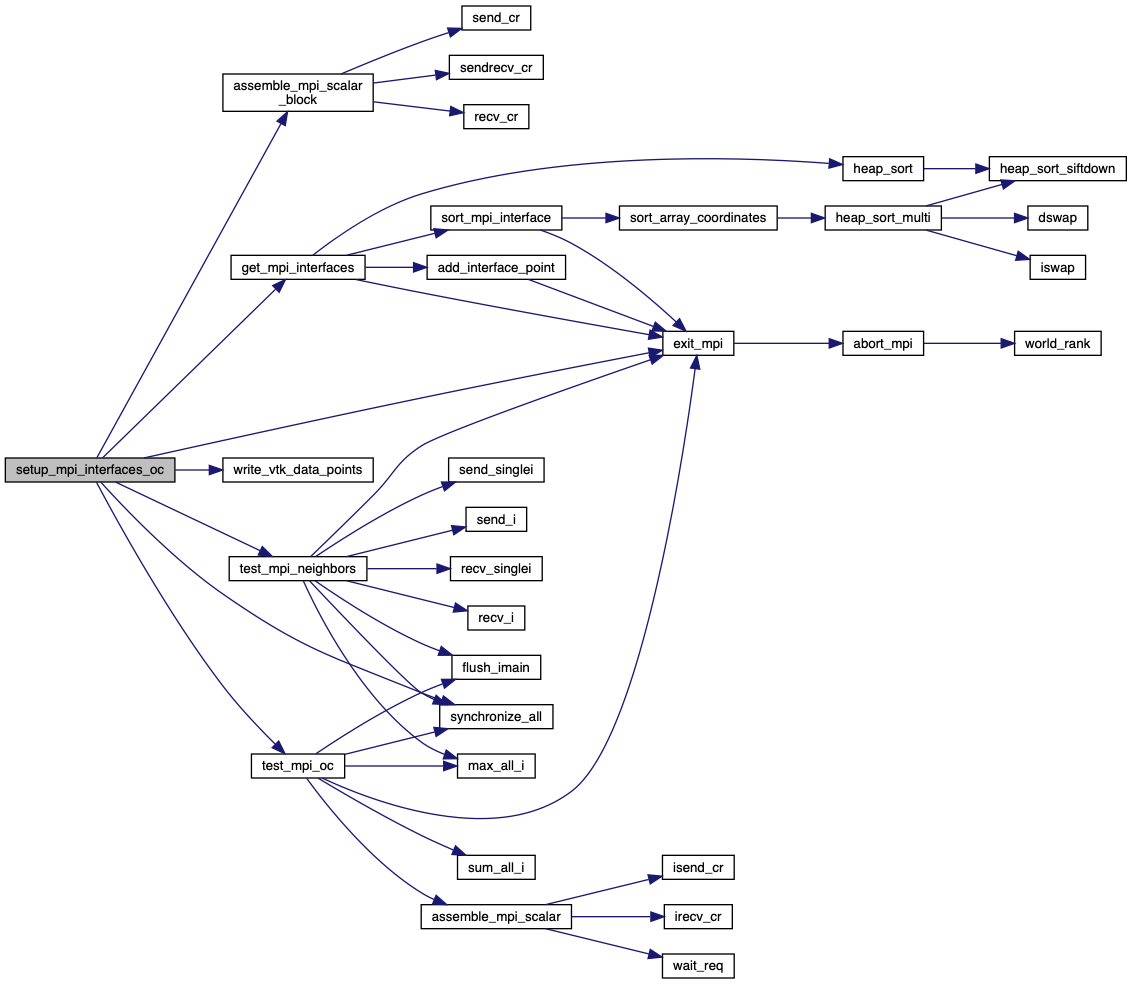 send_cr
sendrecv_cr
assemble_mpi_scalar
_block
recv_cr
heap_sort
heap_sort_siftdown
sort_mpi_interface
sort_array_coordinates
heap_sort_multi
dswap
get_mpi_interfaces
add_interface_point
iswap
exit_mpi
abort_mpi
world_rank
setup_mpi_interfaces_oc
write_vtk_data_points
send_singlei
send_i
test_mpi_neighbors
recv_singlei
recv_i
flush_imain
synchronize_all
test_mpi_oc
max_all_i
sum_all_i
isend_cr
assemble_mpi_scalar
irecv_cr
wait_req